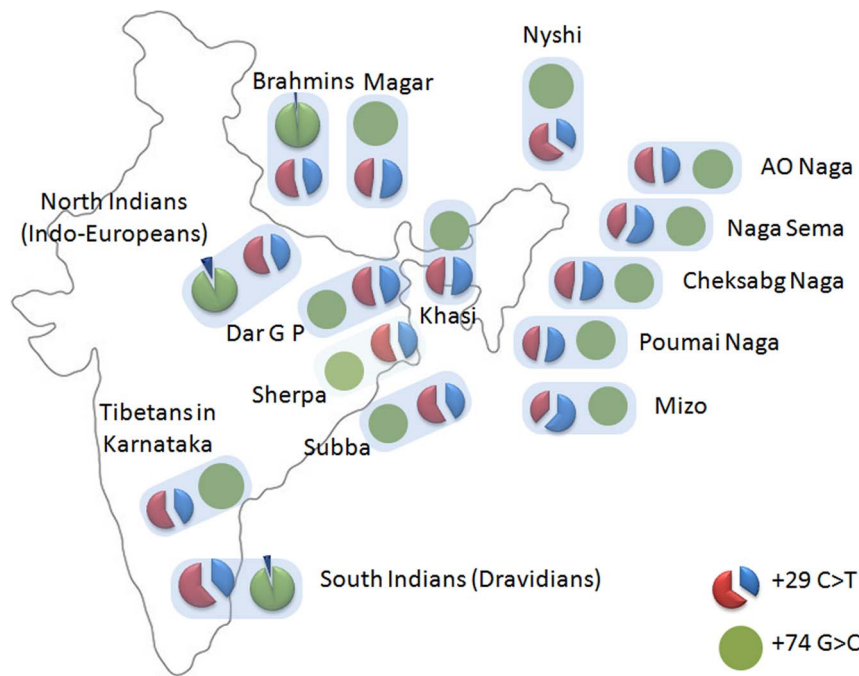 Nyshi
Brahmins Magar
AO Naga
North Indians
(Indo-Europeans)
Naga Sema
Cheksabg Naga
Khasi
Dar G P
Poumai Naga
Sherpa
Mizo
Tibetans in
Karnataka
Subba
South Indians (Dravidians)
+29 C>T
+74 G>C